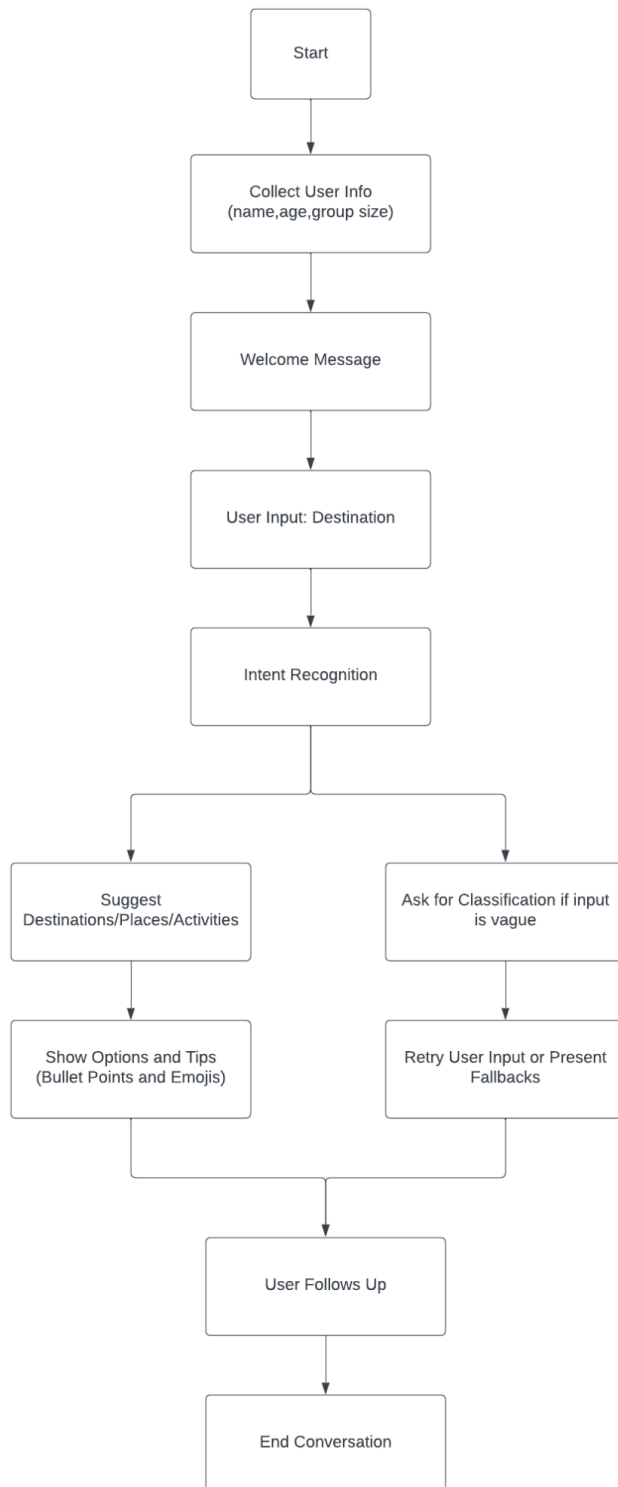 Start
Collect User Info
(name,age,group size)
Welcome Message
User Input: Destination
Intent Recognition
Suggest
Destinations/Places/Activities
Ask for Classification if input
is vague
Show Options and Tips
(Bullet Points and Emojis)
Retry User Input or Present
Fallbacks
User Follows Up
End Conversation